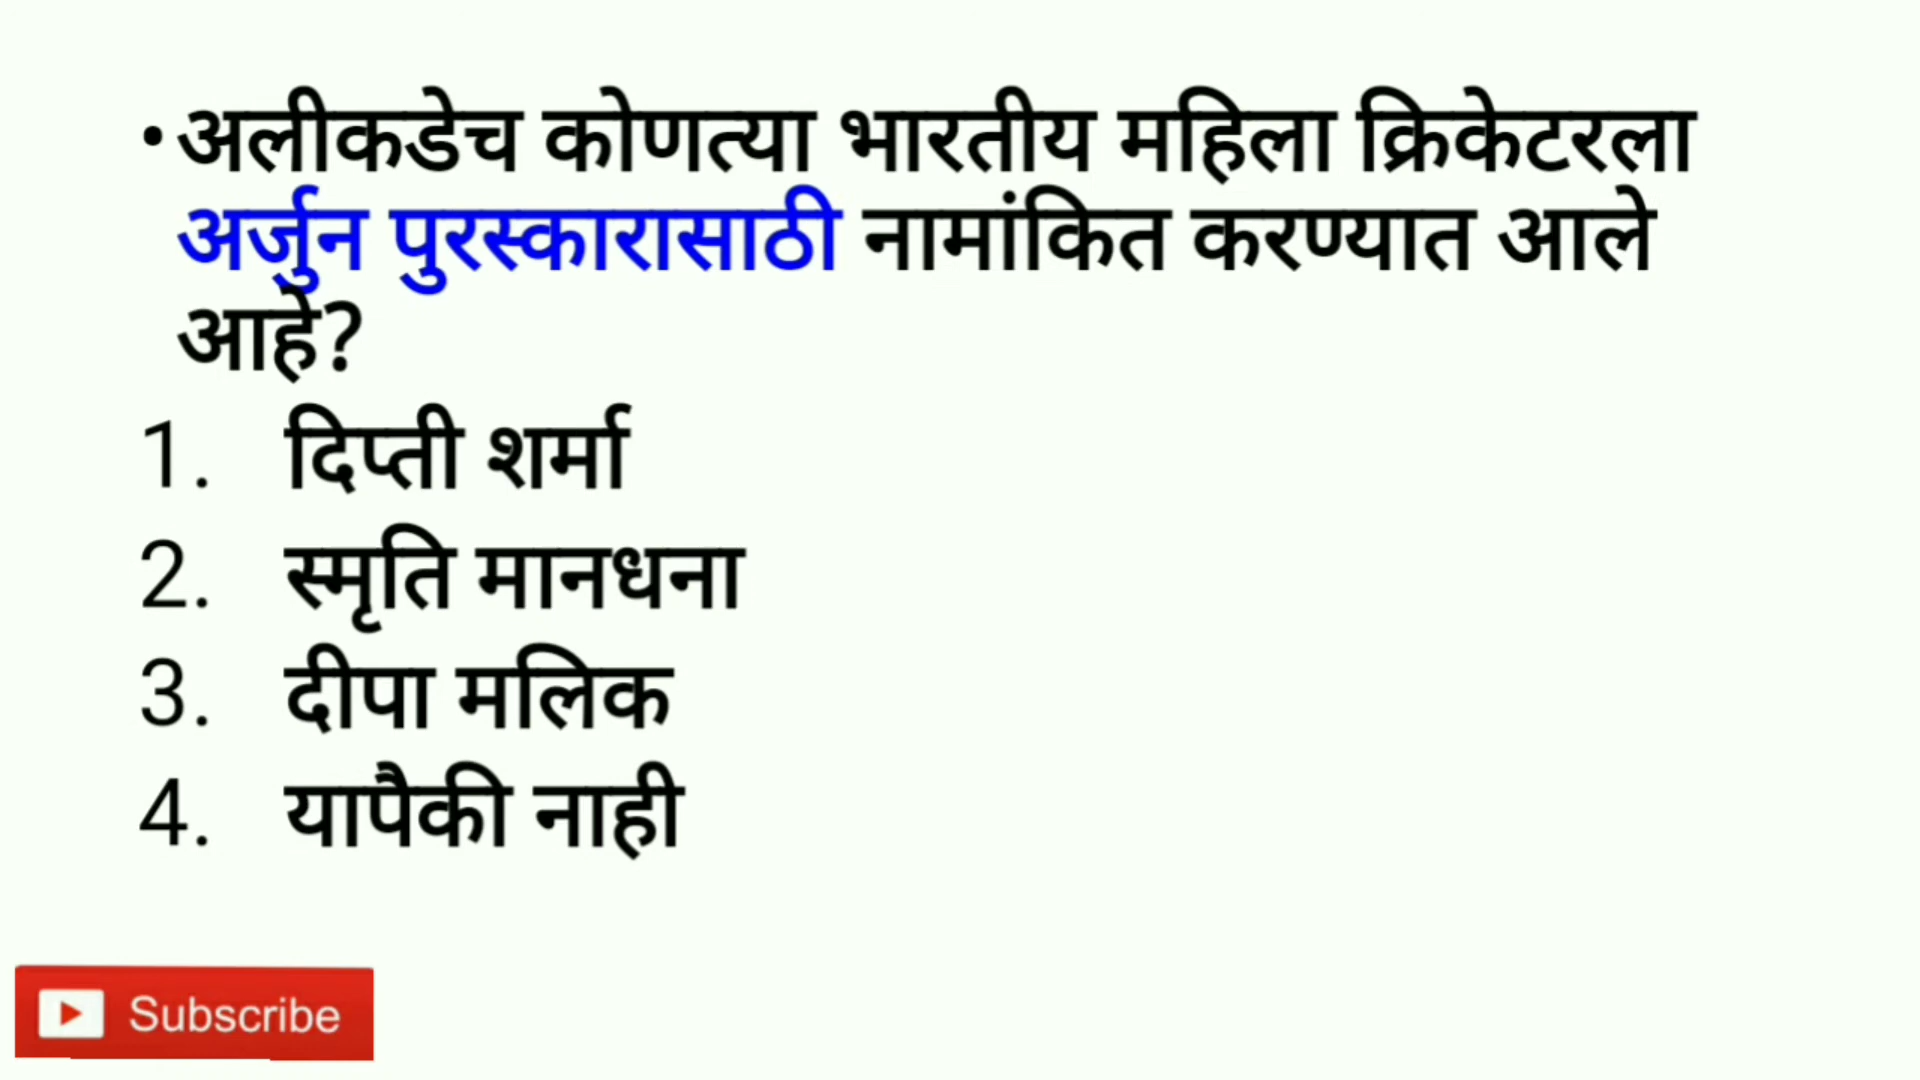 •अलीकडेच कोणत्या भारतीय महिला क्रिकेटरला
अर्जुन पुरस्कारासाठी नामांकित करण्यात आले
आहे?
1. दिप्ती शर्मा
2. स्मृति मानधना
3. दीपा मलिक
4. यापैकी नाही
Subscribe